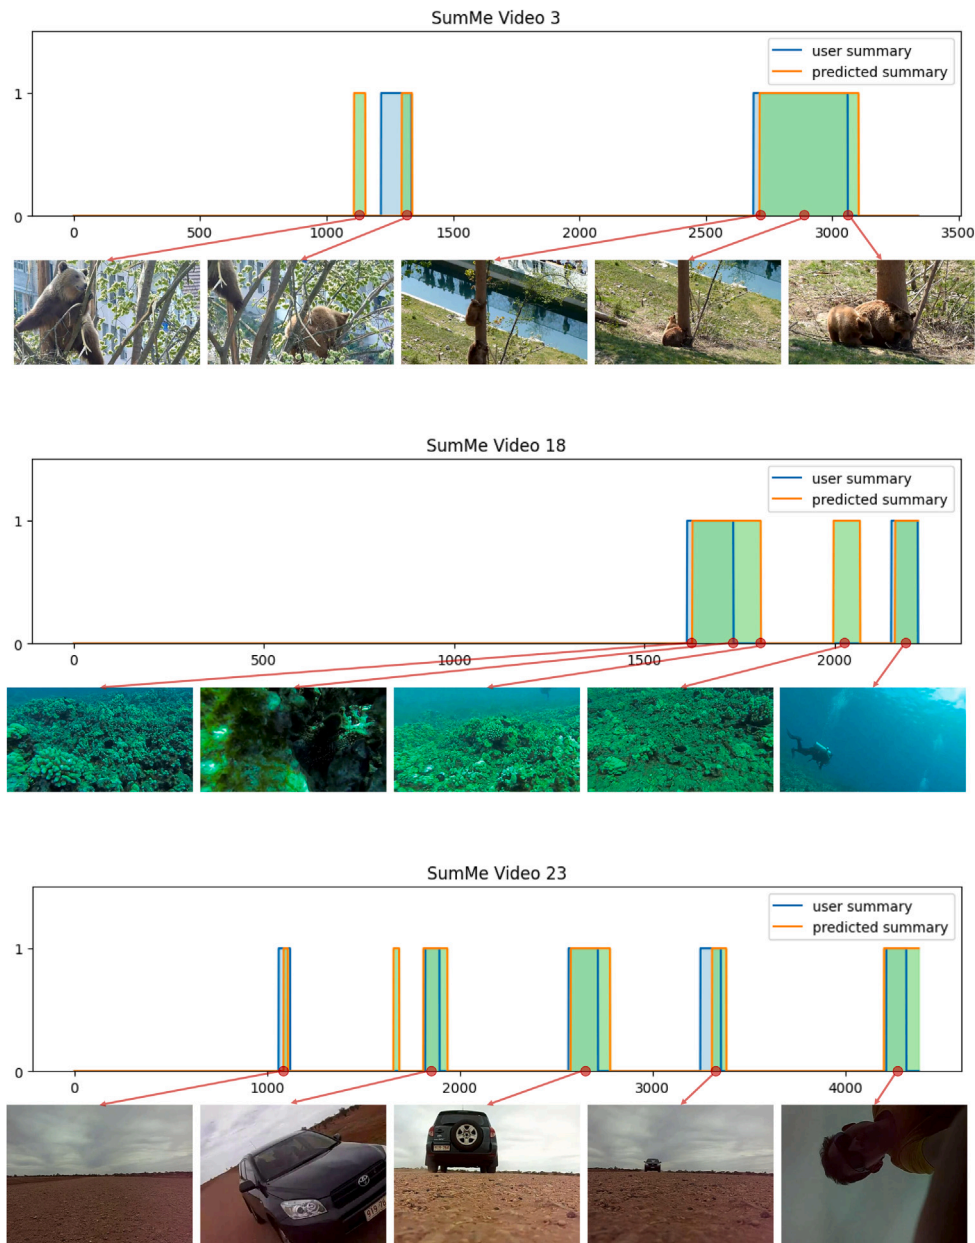 SumMe Video 3
user summary
predicted summary
1
0
0 500 1000 1500 2000 2500 3000 3500
SumMe Video 18
user summary
predicted summary
1
0
0 500 1000 1500 2000
SumMe Video 23
user summary
predicted summary
1
0
0 1000 2000 3000 4000